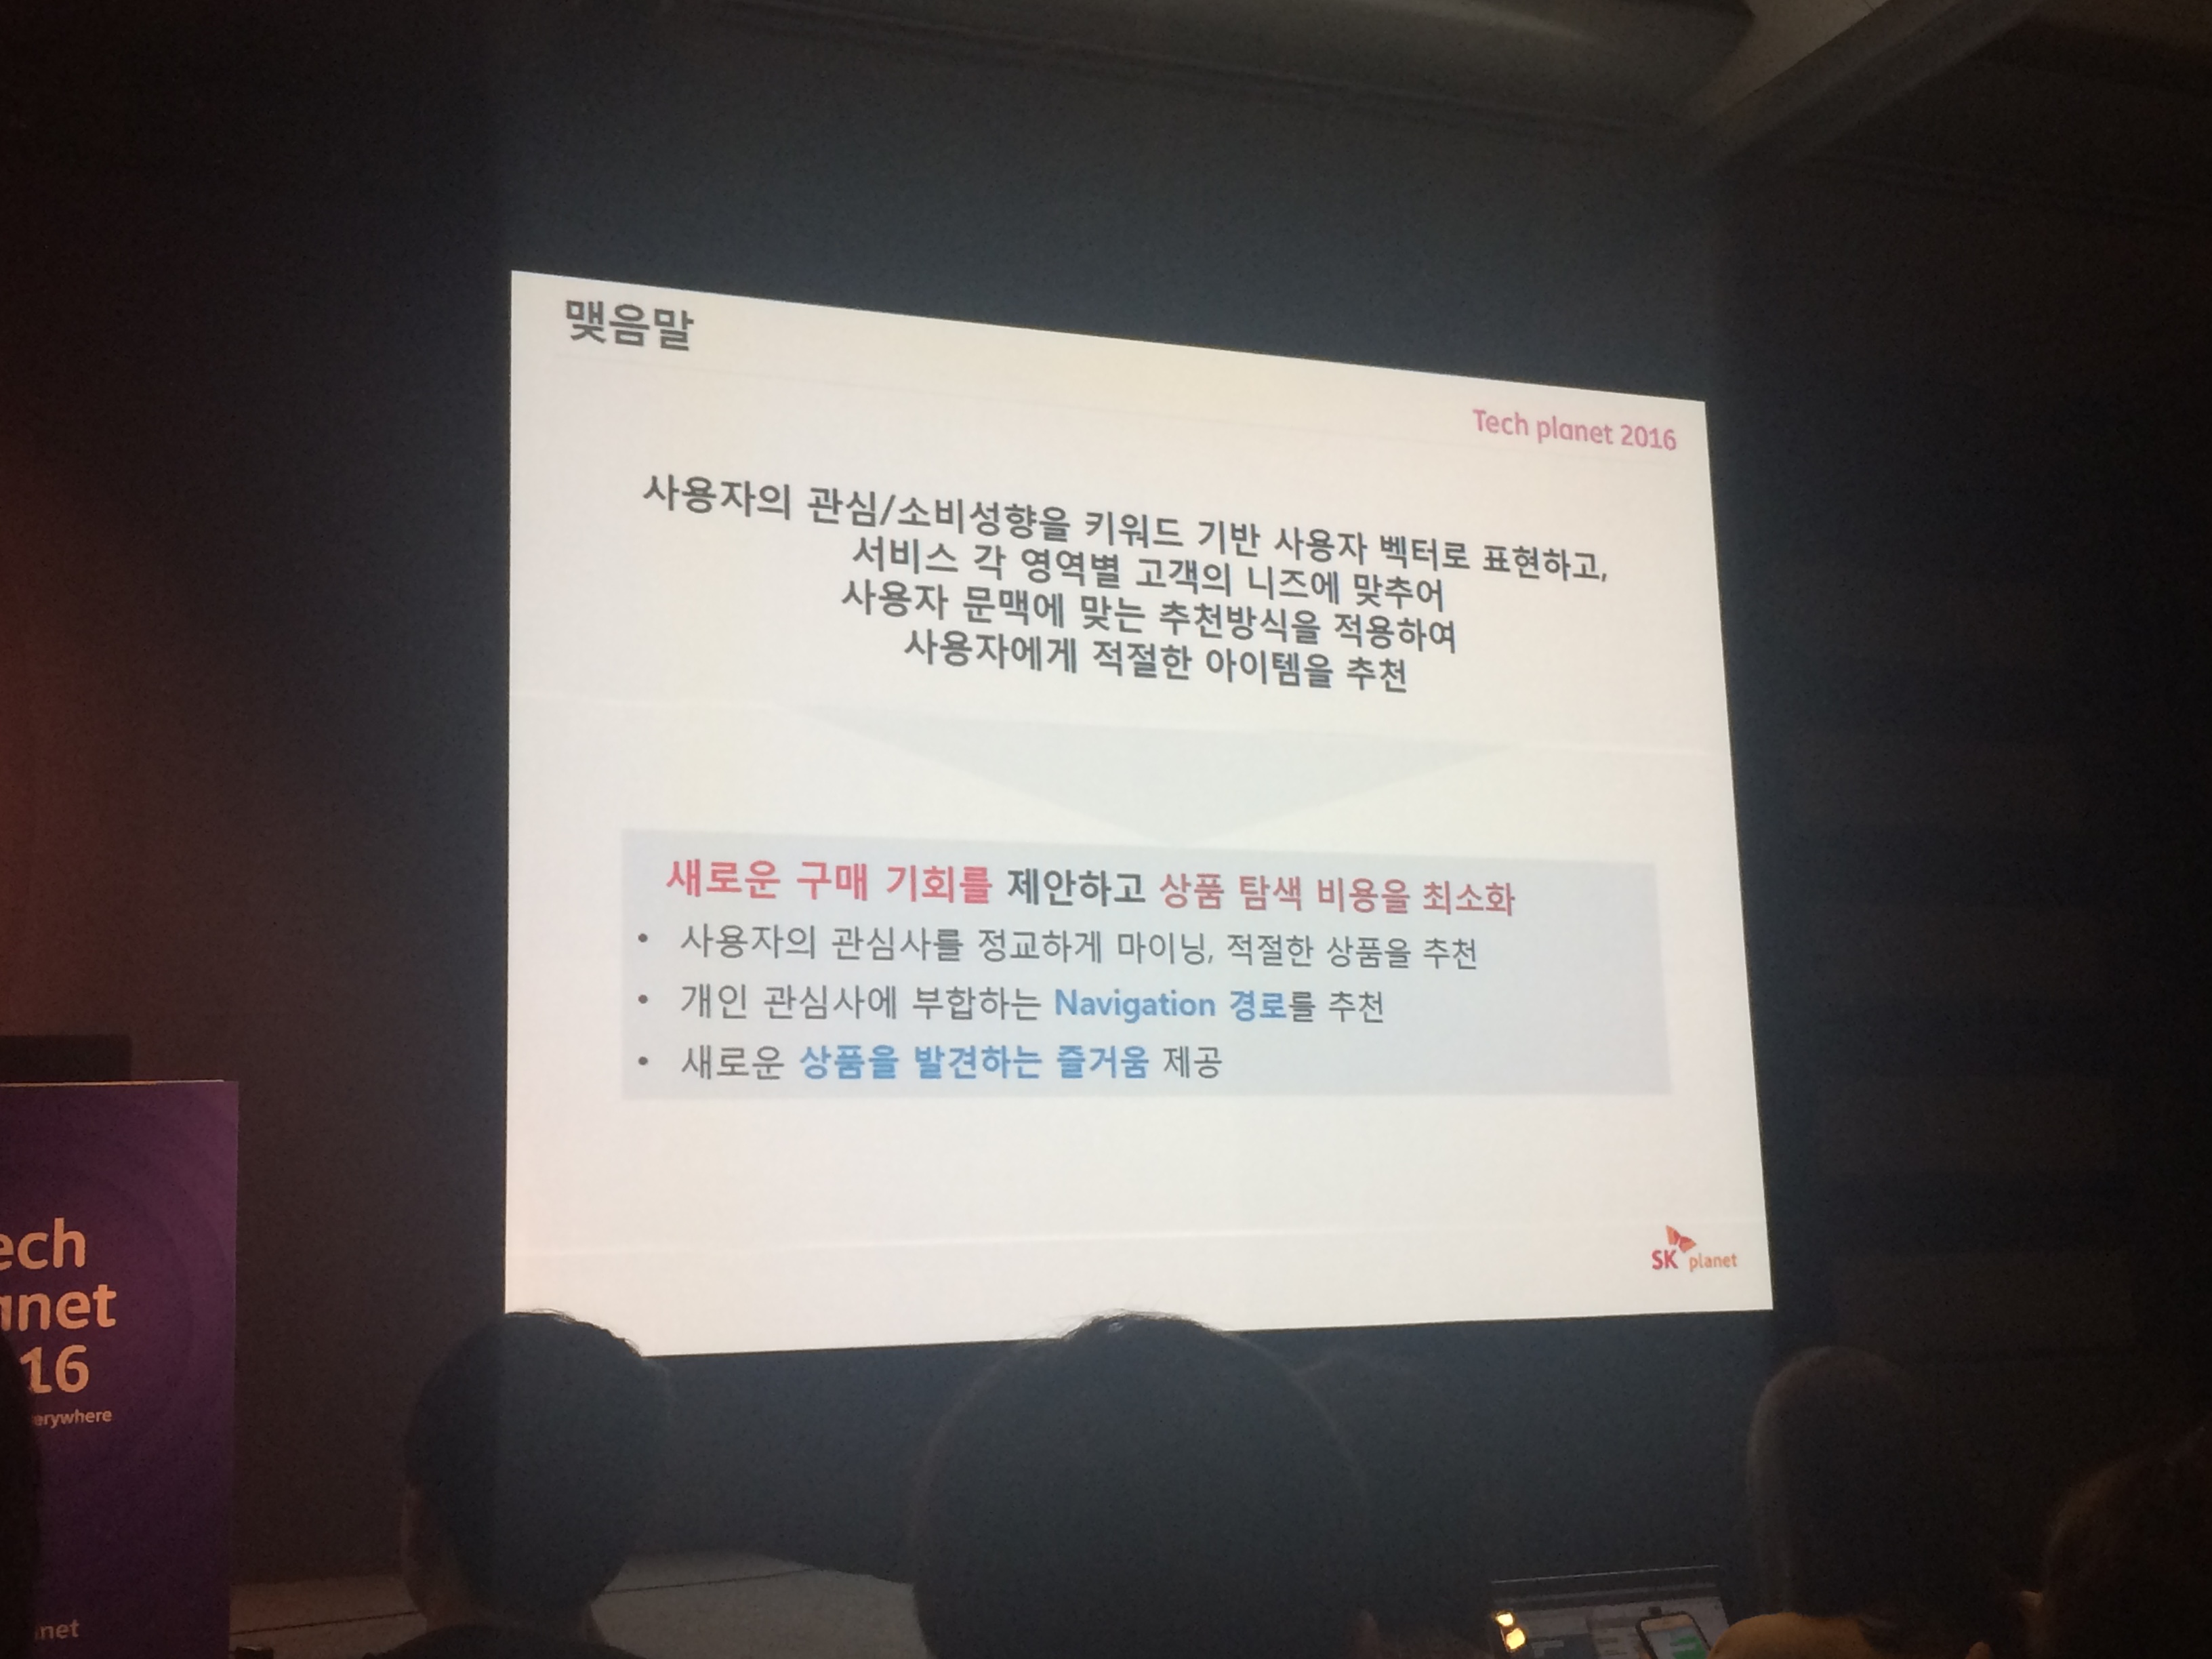 맺음말
Tech planet 2016
사용자의 관심/소비성향을 키워드 기반 사용자 벡터로 표현하고,
서비스 각 영역별 고객의 니즈에 맞추어
사용자 문맥에 맞는 추천방식을 적용하여
사용자에게 적절한 아이템을 추천
새로운 구매 기회를 제안하고 상품 탐색 비용을 최소화
• 사용자의 관심사를 정교하게 마이닝, 적절한 상품을 추천
• 개인 관심사에 부합하는 Navigation 경로를 추천
• 새로운 상품을 발견하는 즐거움 제공
SK planet
ech
anet
16
erywhere
net